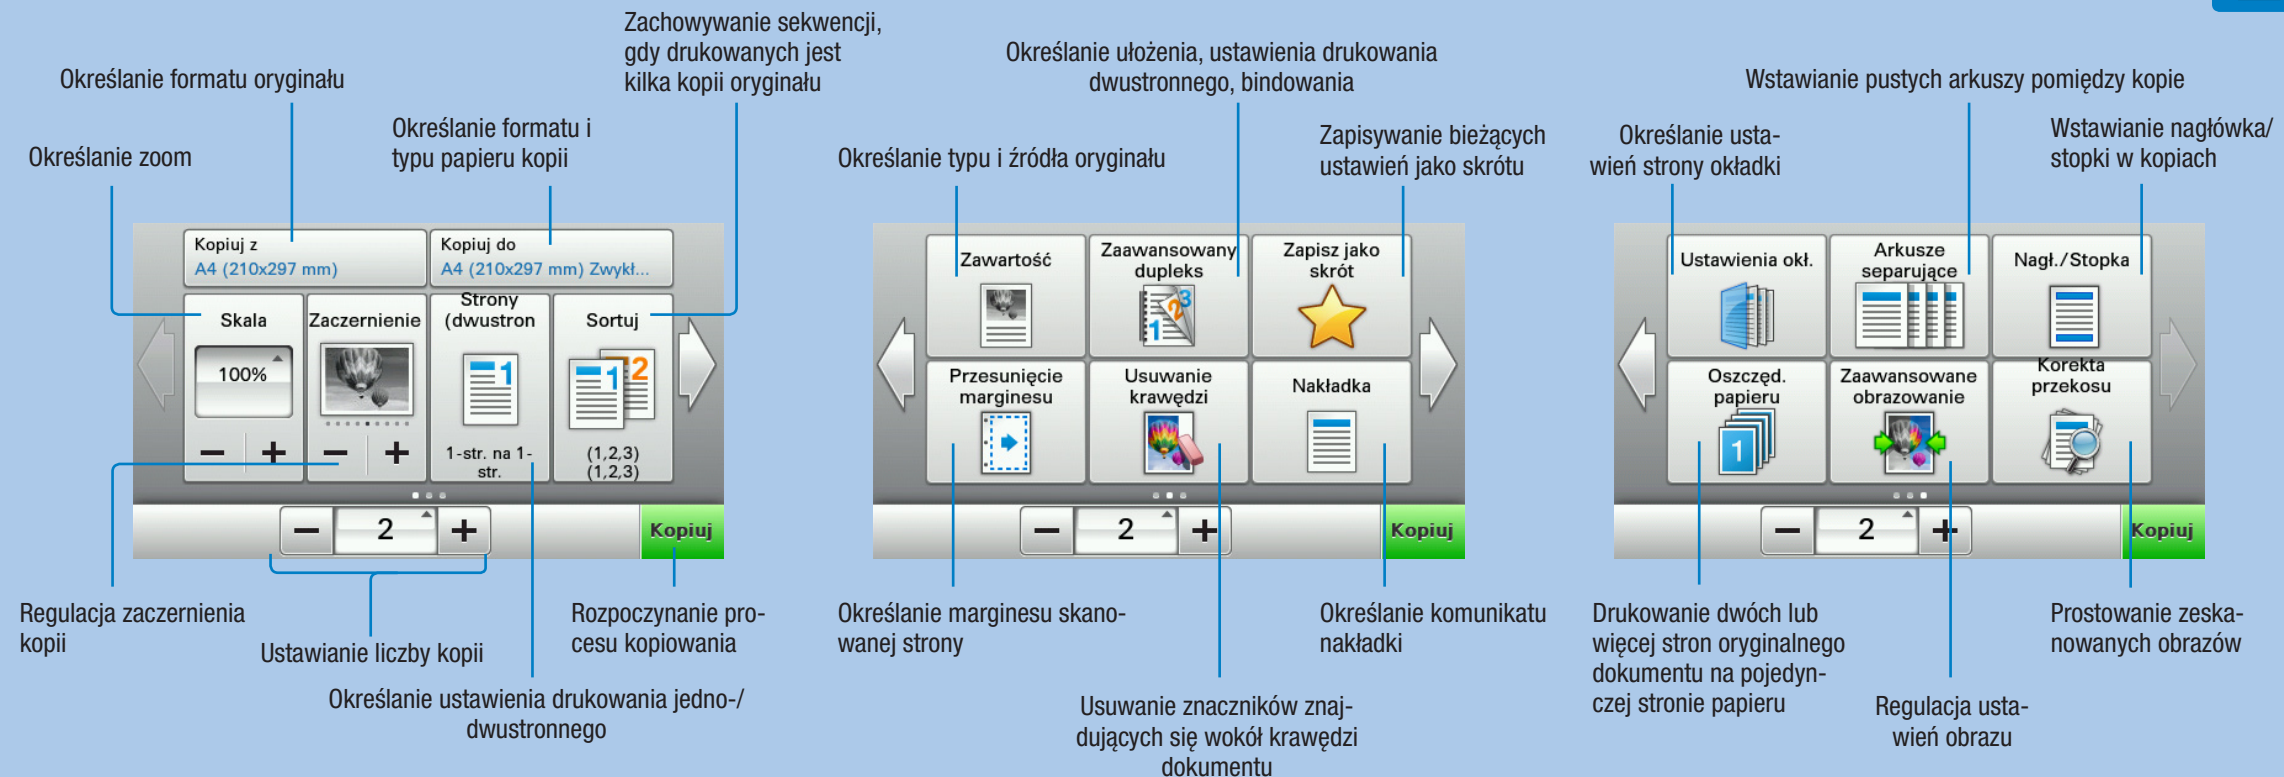 Określanie formatu oryginału
Określanie zoom
Określanie formatu i
typu papieru kopii
Zachowywanie sekwencji,
gdy drukowanych jest
kilka kopii oryginału
Kopiuj z
A4 (210x297 mm)
Kopiuj do
A4 (210x297 mm) Zwykł...
Skala
100%
Zaczernienie
Strony
(dwustron
1
1-str. na 1-
str.
Sortuj
1 2
(1,2,3)
(1,2,3)
2
Kopiuj
Regulacja zaczernienia
kopii
Ustawianie liczby kopii
Rozpoczynanie pro-
cesu kopiowania
Określanie ustawienia drukowania jedno-/
dwustronnego
Określanie ułożenia, ustawienia drukowania
dwustronnego, bindowania
Określanie typu i źródła oryginału
Zapisywanie bieżących
ustawień jako skrótu
Zawartość
Zaawansowany
dupleks
1 2 3
Zapisz jako
skrót
Przesunięcie
marginesu
Usuwanie
krawędzi
Nakładka
2
Kopiuj
Określanie marginesu skano-
wanej strony
Określanie komunikatu
nakładki
Usuwanie znaczników znaj-
dujących się wokół krawędzi
dokumentu
Wstawianie pustych arkuszy pomiędzy kopie
Określanie usta-
wień strony okładki
Wstawianie nagłówka/
stopki w kopiach
Ustawienia okł.
Arkusze
separujące
Nagł./Stopka
Oszczęd.
papieru
1
Zaawansowane
obrazowanie
Korekta
przekosu
2
Kopiuj
Drukowanie dwóch lub
więcej stron oryginalnego
dokumentu na pojedyn-
czej stronie papieru
Regulacja usta-
wień obrazu
Prostowanie zeska-
nowanych obrazów